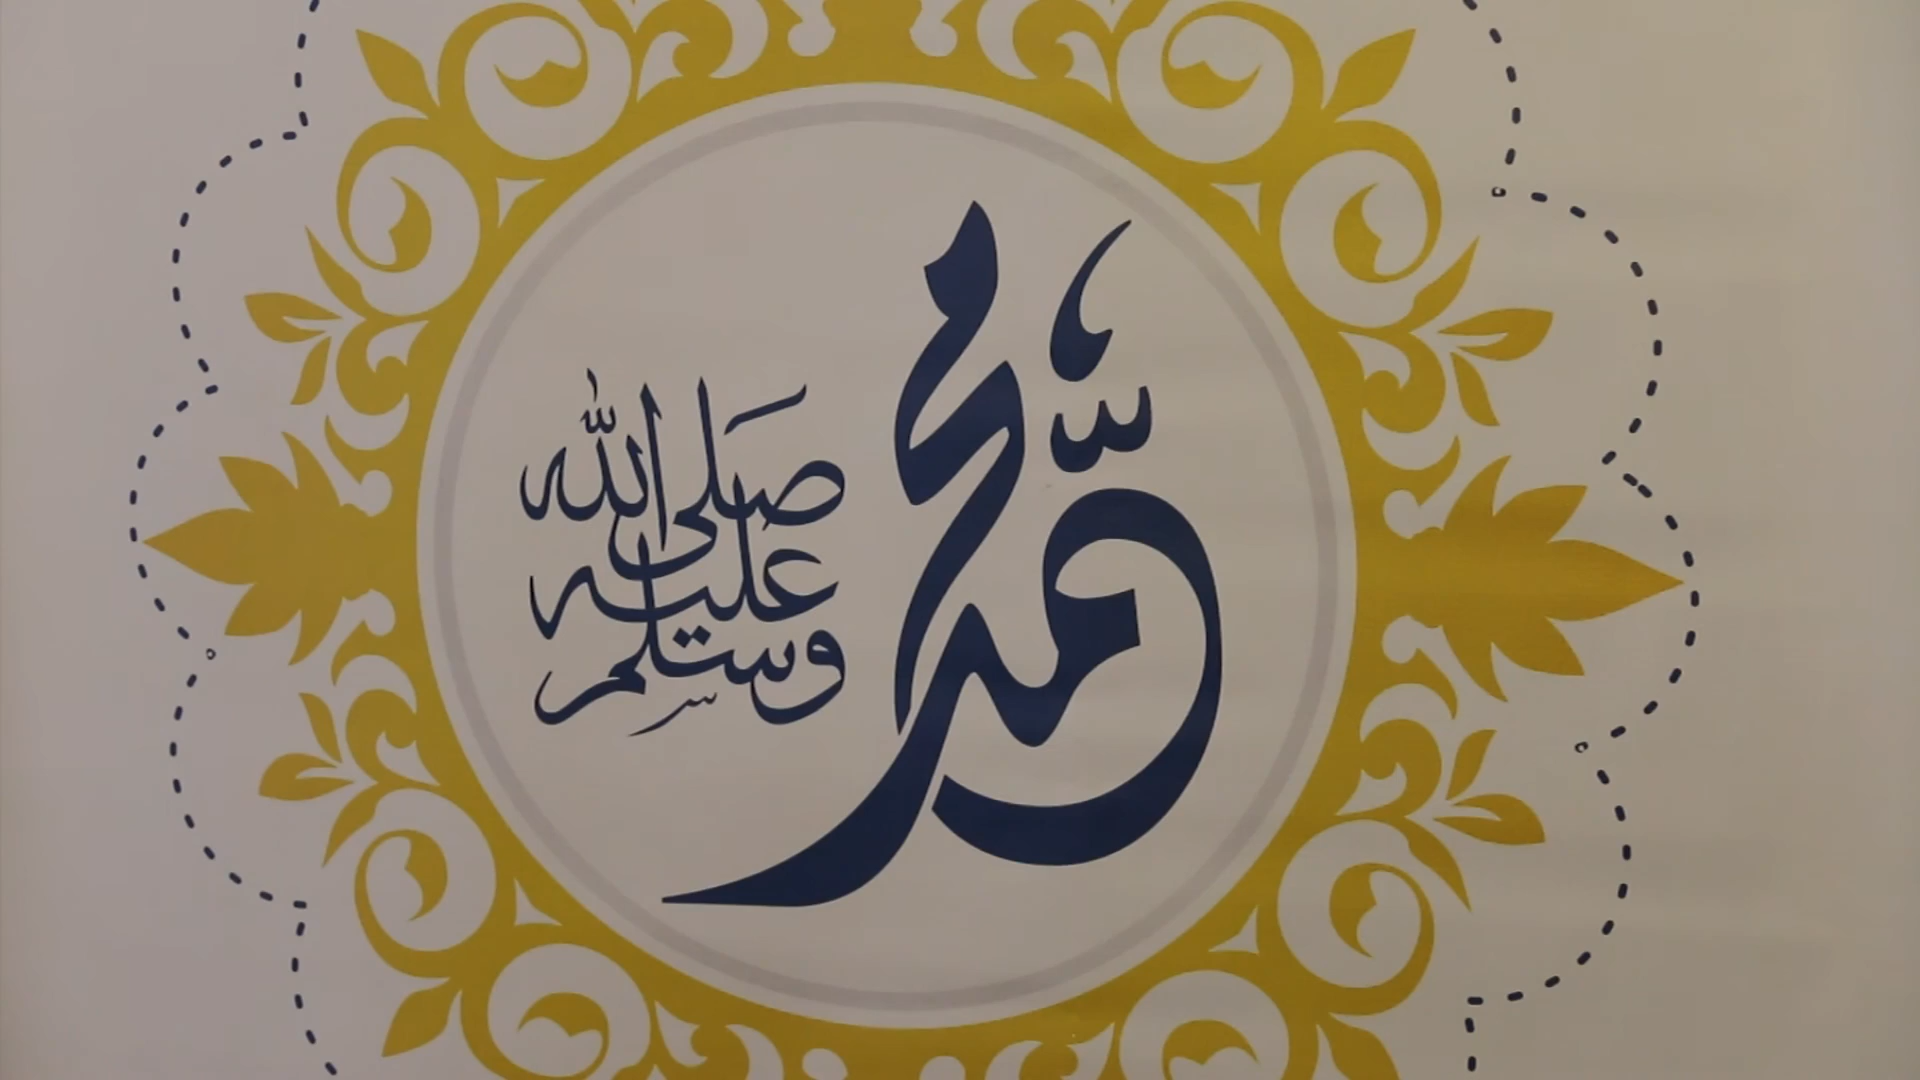 محمد
صلى الله
عليه
وسلم